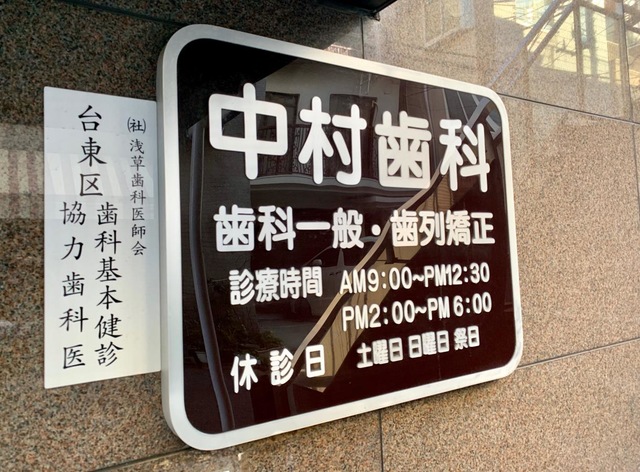 中村歯科
歯科一般・歯列矯正
診療時間 AM9:00~PM12:30
PM2:00~PM6:00
休診日 土曜日 日曜日 祭日
㈳浅草歯科医師会
台東区歯科基本健診
協力歯科医